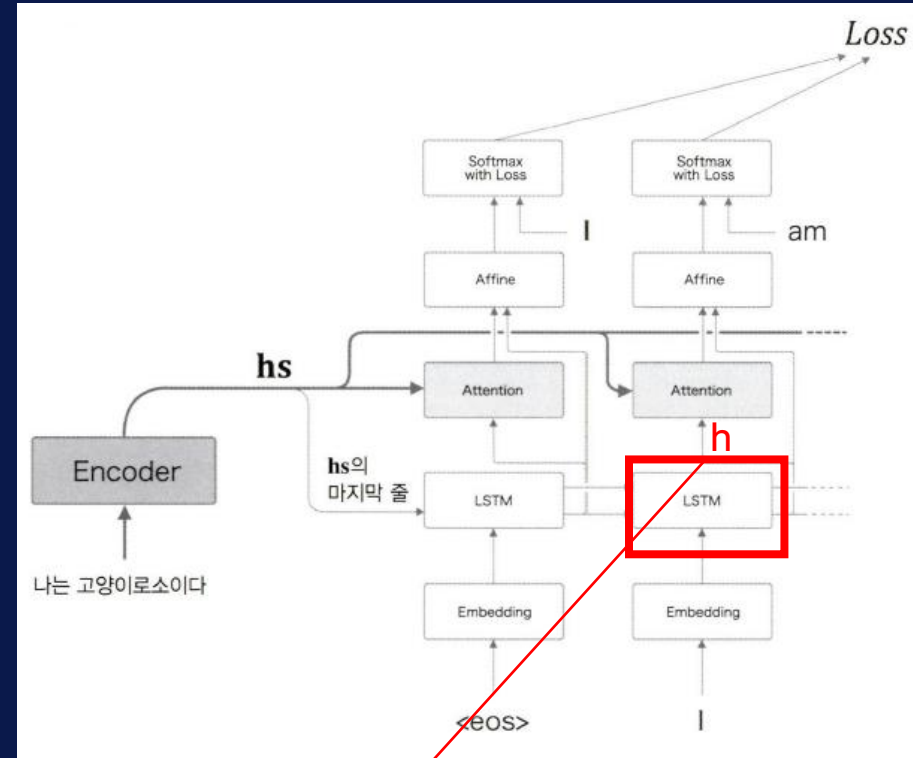 Loss
Softmax
with Loss
Softmax
with Loss
I
am
Affine
Affine
hs
Attention
Attention
h
Encoder
hs의
마지막 줄
LSTM
LSTM
나는 고양이로소이다
Embedding
Embedding
<eos>
I